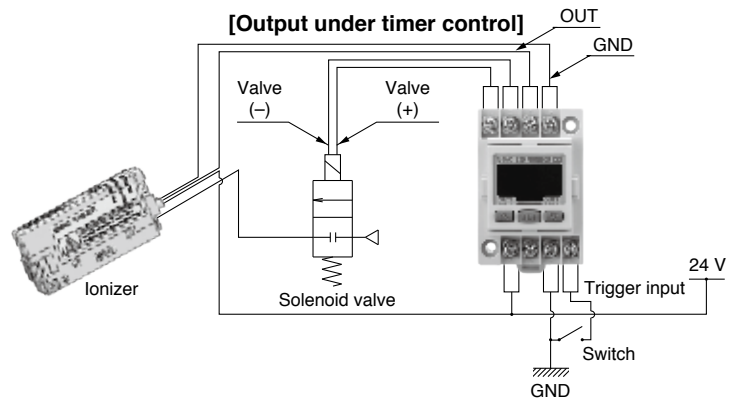 [Output under timer control]
OUT
GND
Valve
(–)
Valve
(+)
24 V
Ionizer
Solenoid valve
Trigger input
Switch
GND